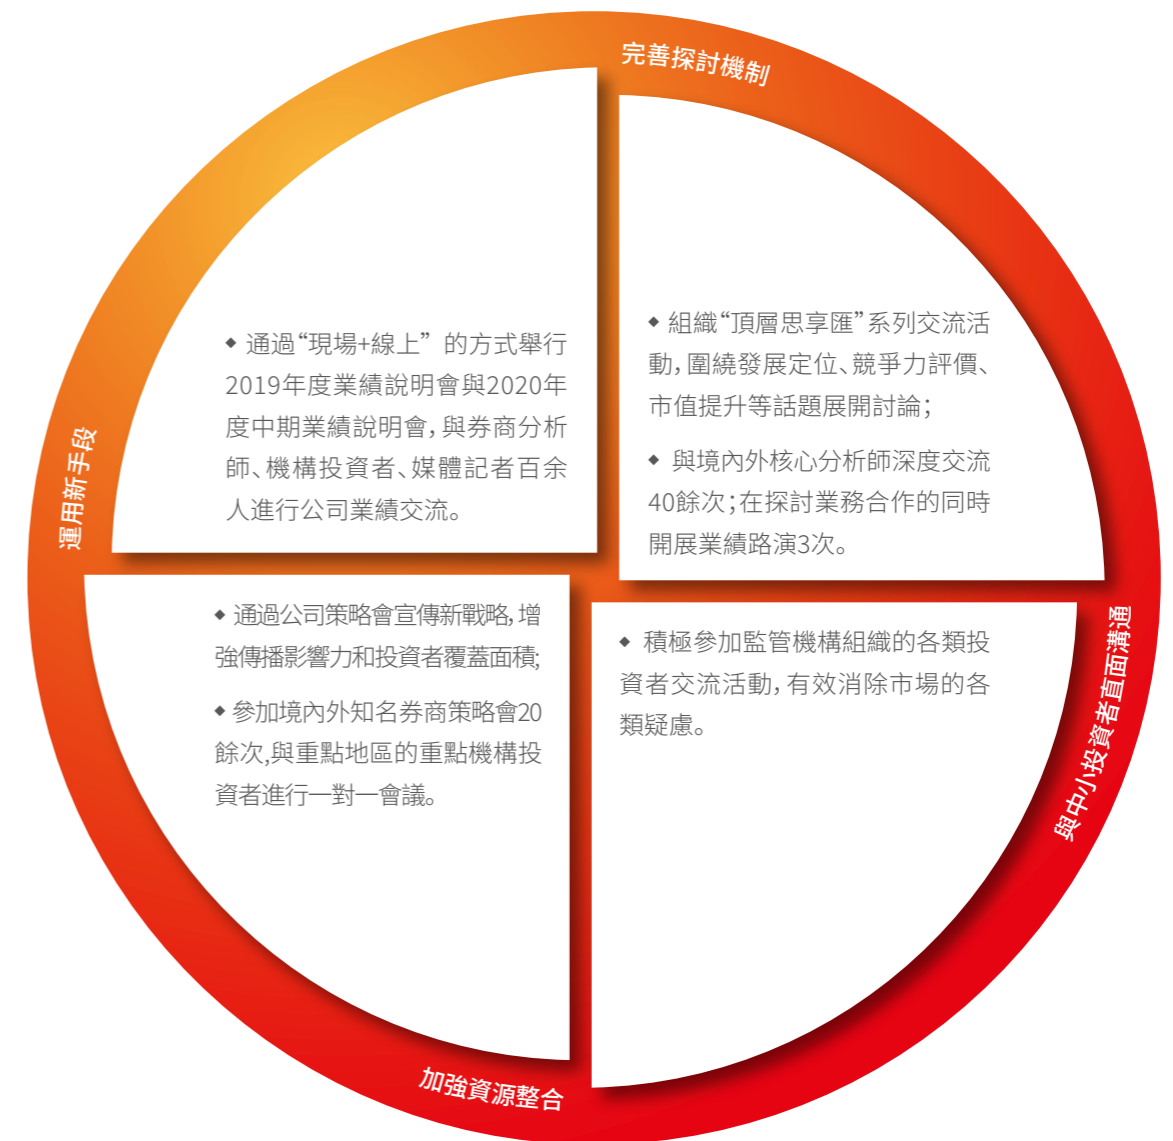 運用新手段
◆ 通過“現場+線上” 的方式舉行
2019年度業績說明會與2020年
度中期業績說明會,與券商分析
師、機構投資者、媒體記者百余
人進行公司業績交流。
完善探討機制
◆ 組織“頂層思享匯”系列交流活
動,圍繞發展定位、競爭力評價、
市值提升等話題展開討論;
◆ 與境內外核心分析師深度交流
40餘次;在探討業務合作的同時
開展業績路演3次。
加強資源整合
◆ 通過公司策略會宣傳新戰略,增
強傳播影響力和投資者覆蓋面積;
◆ 參加境內外知名券商策略會20
餘次,與重點地區的重點機構投
資者進行一對一會議。
與中小投資者直面溝通
◆ 積極參加監管機構組織的各類投
資者交流活動,有效消除市場的各
類疑慮。